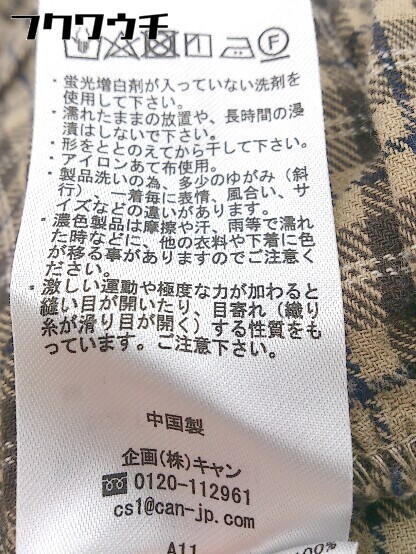 フクワウチ
F
・蛍光増白剤が入っていない洗剤を
使用して下さい。
・濡れたままの放置や、長時間の浸
漬はしないで下さい。
・形をととのえてから干して下さい。
・アイロンあて布使用。
・製品洗いの為、多少のゆがみ（斜
行）、一着毎に表情、風合い、サ
イズなどの違いがあります。
・濃色製品は摩擦や汗、雨等で濡れ
た時などに、他の衣料や下着に色
が移る事がありますのでご注意く
ださい。
・激しい運動や極度な力が加わると
縫い目が開いたり、目寄れ（織り
糸が滑り目が開く）する性質をも
っています。ご注意下さい。
中国製
企画（株）キャン
0120-112961
cs1@can-jp.com
A11
100%